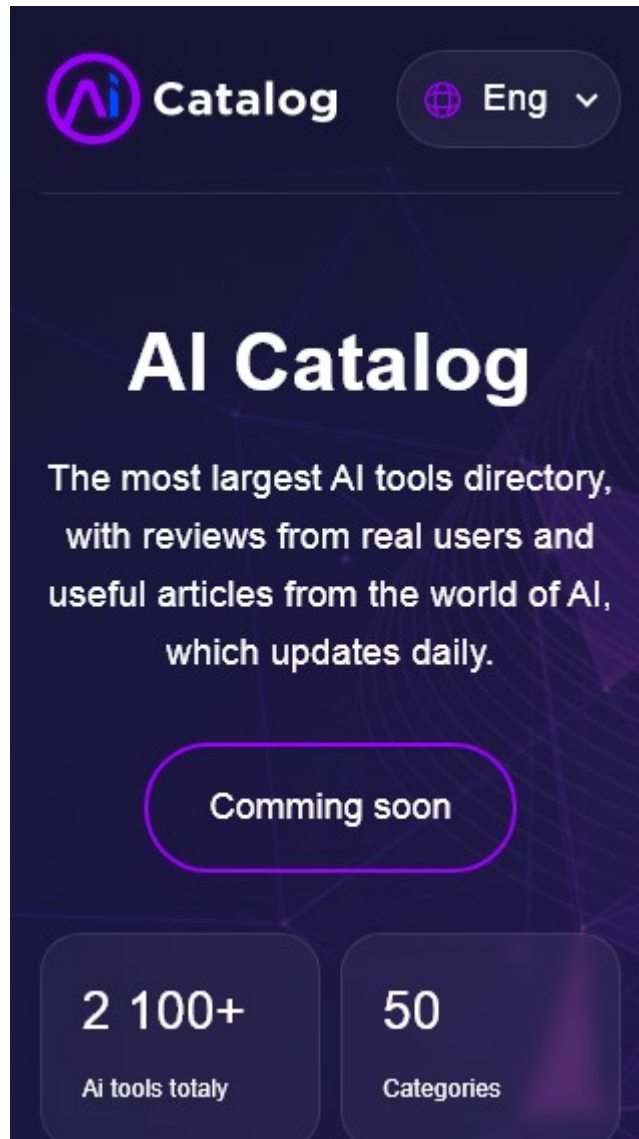 Ai Catalog
Eng
AI Catalog
The most largest AI tools directory,
with reviews from real users and
useful articles from the world of AI,
which updates daily.
Comming soon
2 100+
50
Ai tools totaly
Categories